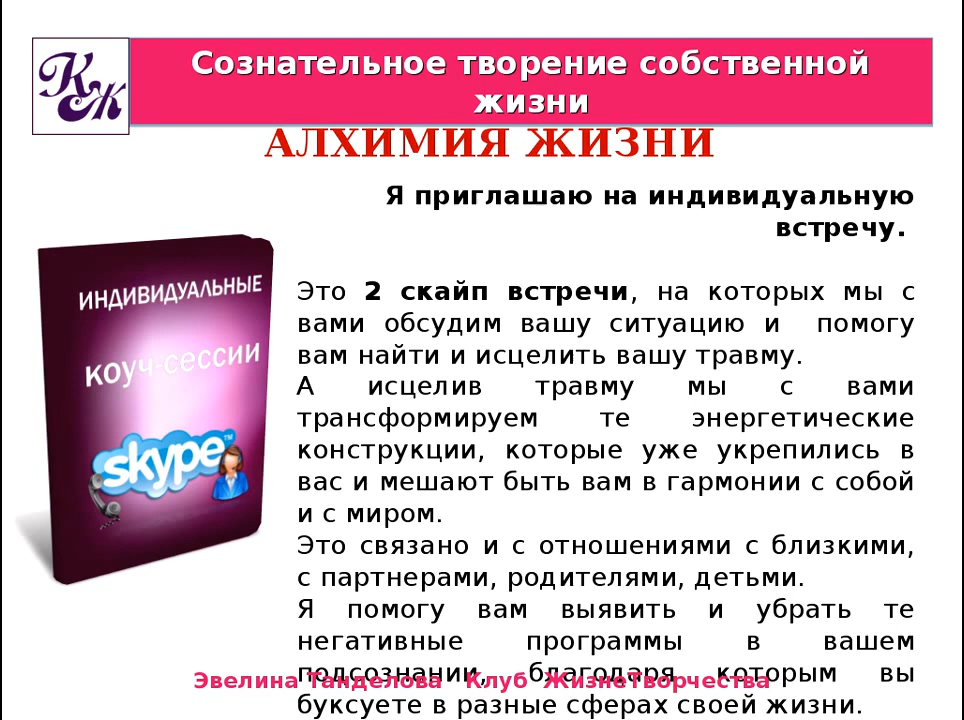 КЖ
Сознательное творение собственной
жизни
АЛХИМИЯ ЖИЗНИ
Я приглашаю на индивидуальную
встречу.
ИНДИВИДУАЛЬНЫЕ
КОУЧ-СЕССИИ
skype™
Это 2 скайп встречи, на которых мы с
вами обсудим вашу ситуацию и помогу
вам найти и исцелить вашу травму.
А исцелив травму мы с вами
трансформируем те энергетические
конструкции, которые уже укрепились в
вас и мешают быть вам в гармонии с собой
и с миром.
Это связано и с отношениями с близкими,
с партнерами, родителями, детьми.
Я помогу вам выявить и убрать те
негативные программы в вашем
подсознании, благодаря которым вы
Эвелина Танделова Клуб ЖизнеТворчества
буксуете в разные сферах своей жизни.